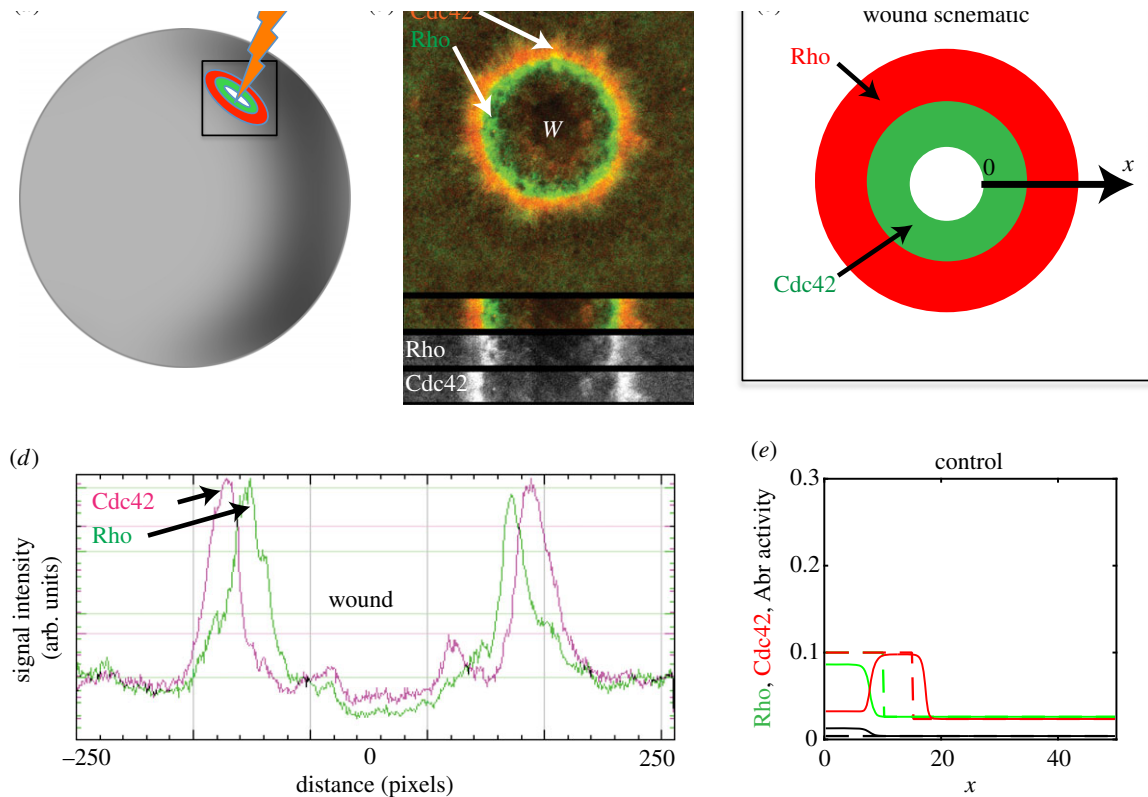 Cdc42
Rho
W
Rho
Cdc42
wound schematic
Rho
0
x
Cdc42
(d)
Cdc42
Rho
wound
signal intensity
(arb. units)
–250
0
250
distance (pixels)
(e)
control
0.3
0.2
0.1
0
Rho, Cdc42, Abr activity
0
20
40
x